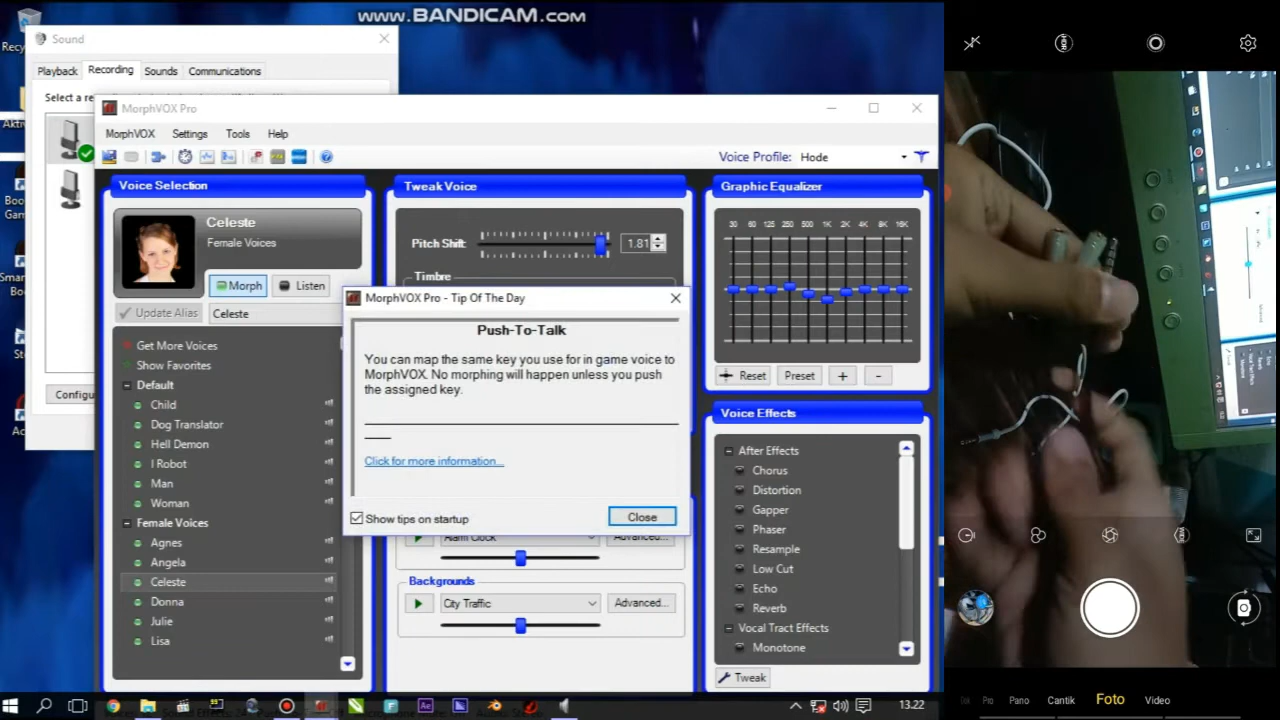 www.BANDICAM.com
Sound
Playback
Recording
Sounds
Communications
MorphVOX Pro
MorphVOX
Settings
Tools
Help
Voice Profile:
Hode
Voice Selection
Celeste
Female Voices
Morph
Listen
Update Alias
Celeste
Get More Voices
Show Favorites
Default
Child
Dog Translator
Hell Demon
I Robot
Man
Woman
Female Voices
Agnes
Angela
Celeste
Donna
Julie
Lisa
Tweak Voice
Pitch Shift:
1.81
Timbre
MorphVOX Pro - Tip Of The Day
Push-To-Talk
You can map the same key you use for in game voice to
MorphVOX. No morphing will happen unless you push
the assigned key.
Click for more information...
Show tips on startup
Close
Alarm Clock
Advanced...
Backgrounds
City Traffic
Advanced...
Graphic Equalizer
30 60 125 250 500 1K 2K 4K 8K 16K
Reset
Preset
+
-
Voice Effects
After Effects
Chorus
Distortion
Gapper
Phaser
Resample
Low Cut
Echo
Reverb
Vocal Tract Effects
Monotone
Tweak
13.22
Pro
Pano
Cantik
Foto
Video